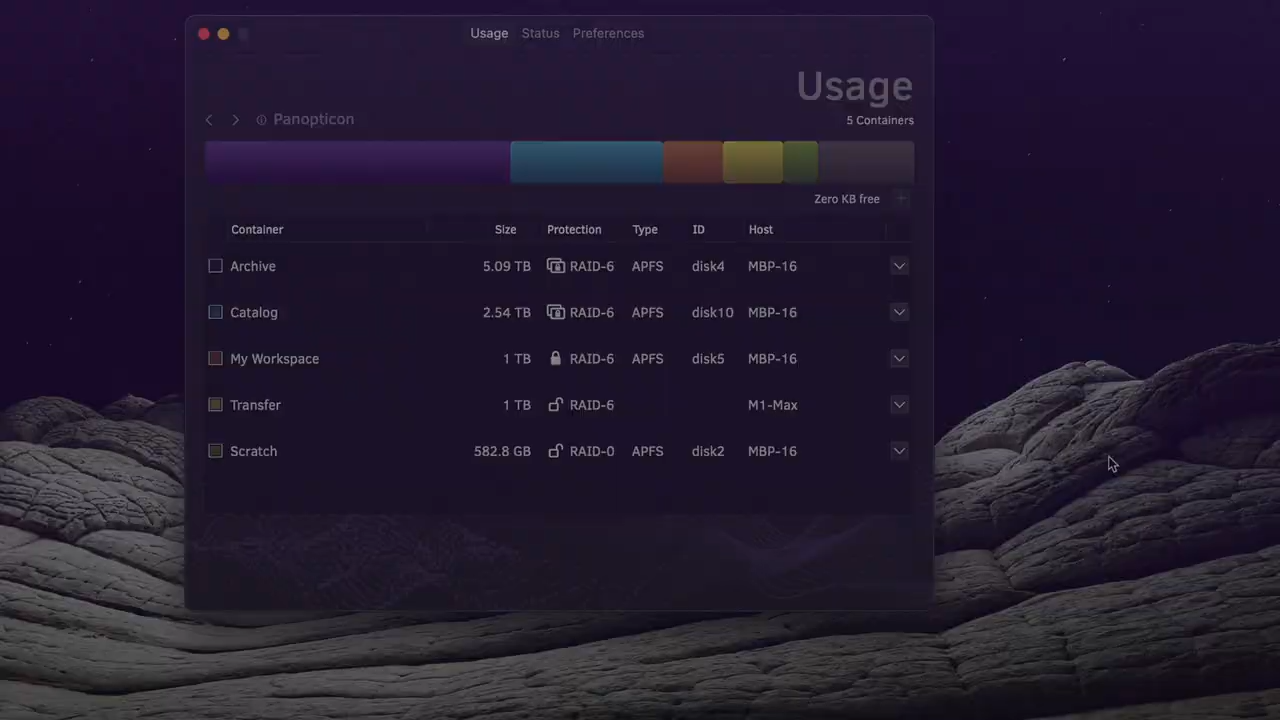 Usage Status Preferences
Usage
Panopticon
5 Containers
Zero KB free
Container Size Protection Type ID Host
Archive 5.09 TB RAID-6 APFS disk4 MBP-16
Catalog 2.54 TB RAID-6 APFS disk10 MBP-16
My Workspace 1 TB RAID-6 APFS disk5 MBP-16
Transfer 1 TB RAID-6 M1-Max
Scratch 582.8 GB RAID-0 APFS disk2 MBP-16